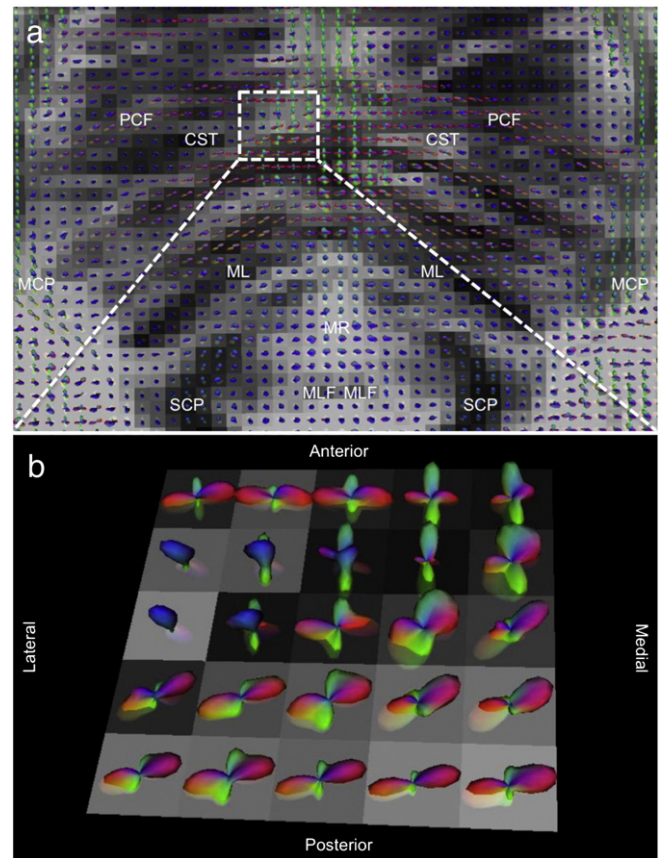 a
PCF PCF
CST CST
MCP ML ML MCP
MR
SCP MLF MLF SCP
b
Anterior
Lateral
Medial
Posterior